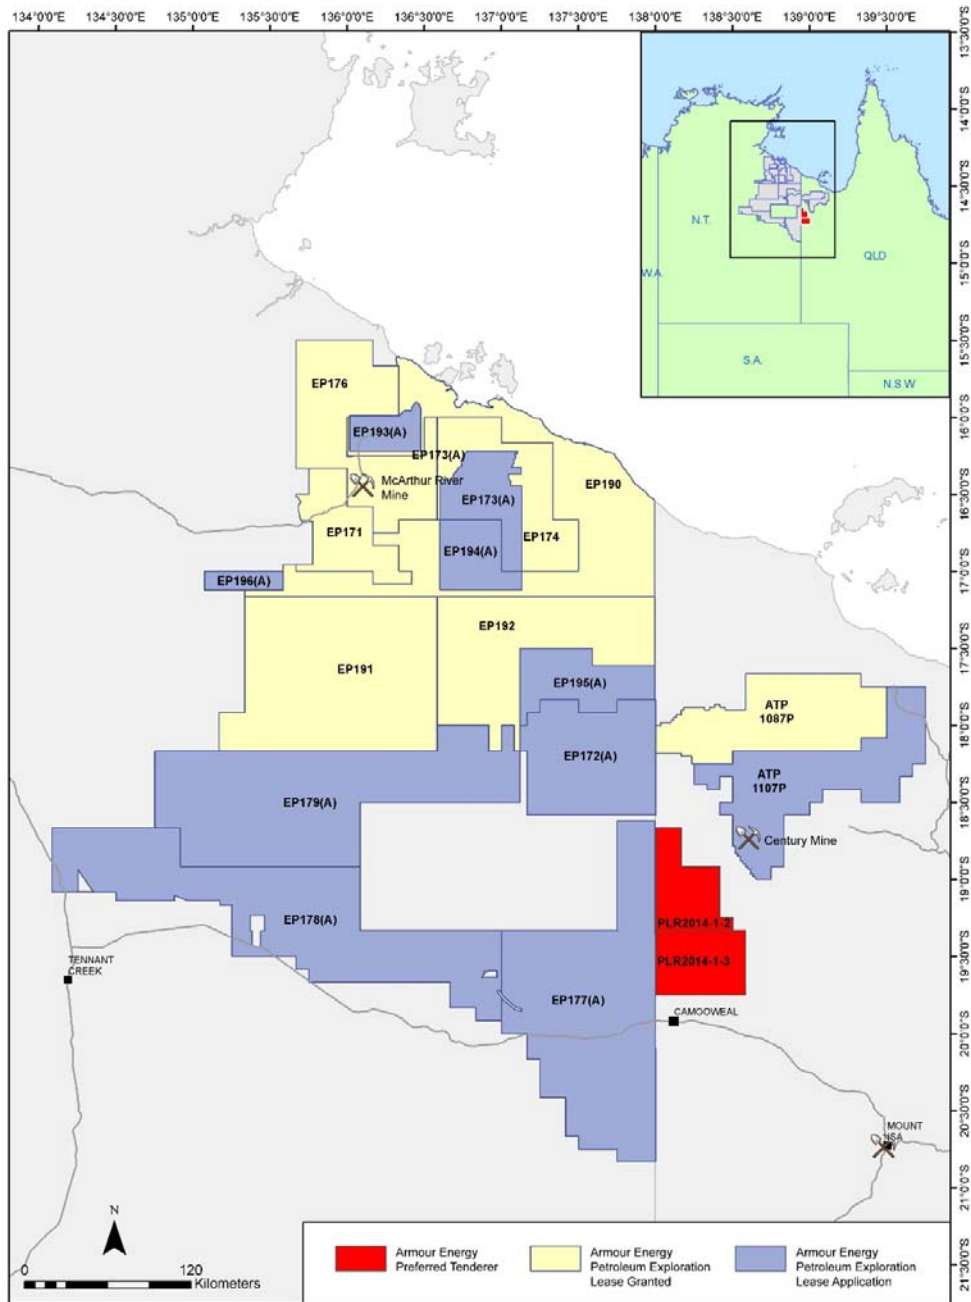 134°0'0"E 134°30'0"E 135°0'0"E 135°30'0"E 136°0'0"E 136°30'0"E 137°0'0"E 137°30'0"E 138°0'0"E 138°30'0"E 139°0'0"E 139°30'0"E
13°30'0"S
14°0'0"S
14°30'0"S
15°0'0"S
15°30'0"S
16°0'0"S
16°30'0"S
17°0'0"S
17°30'0"S
18°0'0"S
18°30'0"S
19°0'0"S
19°30'0"S
20°0'0"S
20°30'0"S
21°0'0"S
21°30'0"S
N.T.
QLD
W.A.
S.A.
N.S.W
EP176
EP193(A)
EP173(A)
McArthur River
Mine
EP173(A)
EP190
EP171
EP174
EP194(A)
EP196(A)
EP192
EP191
EP195(A)
ATP
1087P
EP172(A)
ATP
1107P
EP179(A)
Century Mine
EP178(A)
PLR2014-1-2
PLR2014-1-3
TENNANT
CREEK
EP177(A)
CAMOOWEAL
MOUNT
ISA
N
0 120
Kilometers
Armour Energy
Preferred Tenderer
Armour Energy
Petroleum Exploration
Lease Granted
Armour Energy
Petroleum Exploration
Lease Application